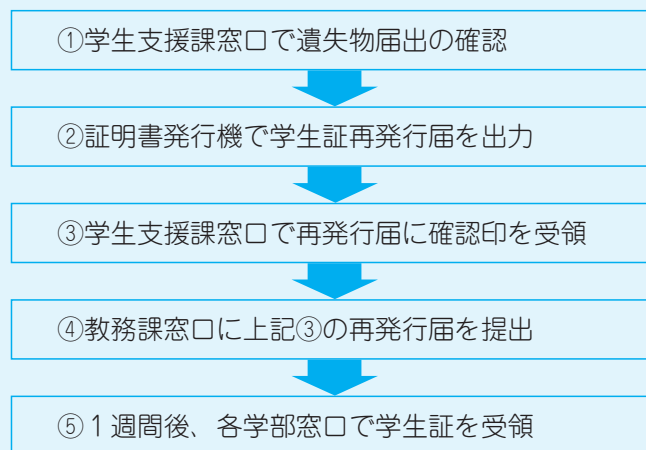 ①学生支援課窓口で遺失物届出の確認
②証明書発行機で学生証再発行届を出力
③学生支援課窓口で再発行届に確認印を受領
④教務課窓口に上記③の再発行届を提出
⑤１週間後、各学部窓口で学生証を受領